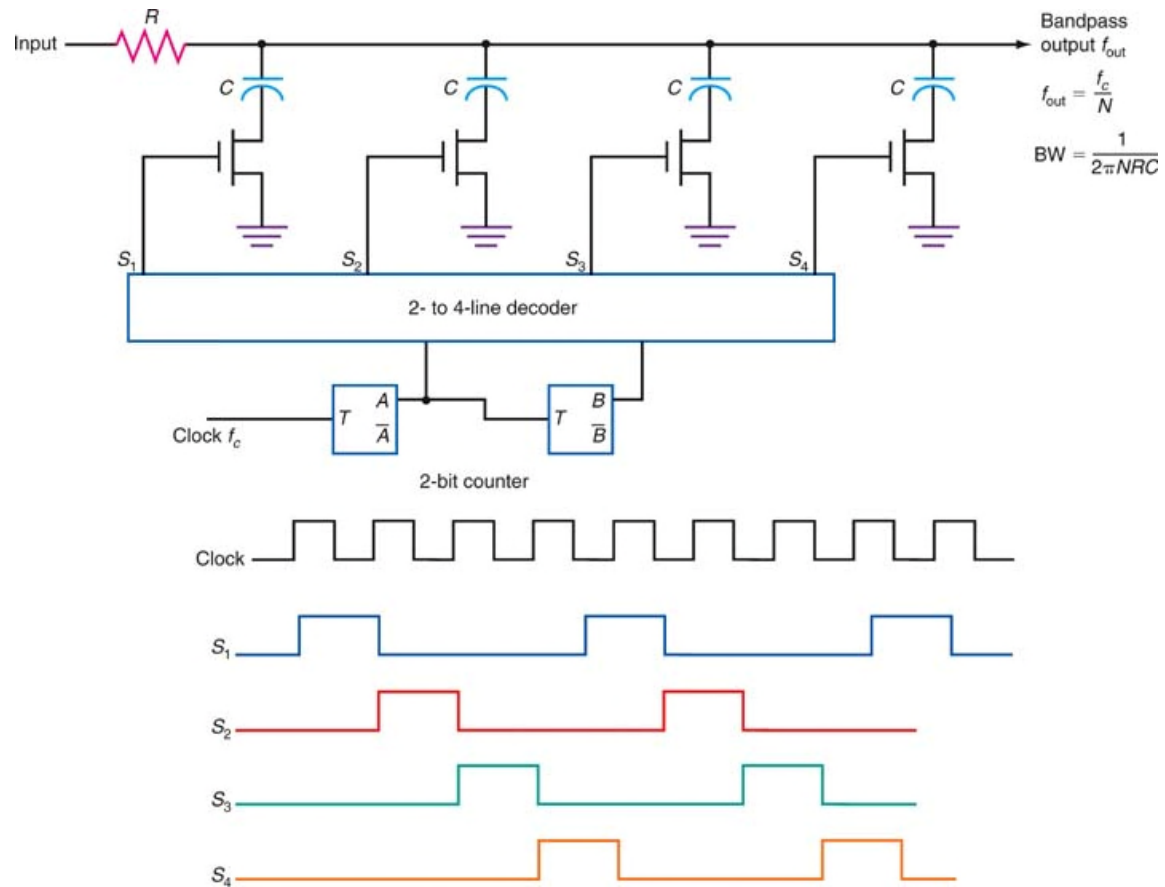 R
Input
Bandpass
output f_out
f_out = f_c/N
BW = 1/2πNRC
C
C
C
C
S₁
S₂
S₃
S₄
2- to 4-line decoder
T A A̅
T B B̅
Clock f_c
2-bit counter
Clock
S₁
S₂
S₃
S₄